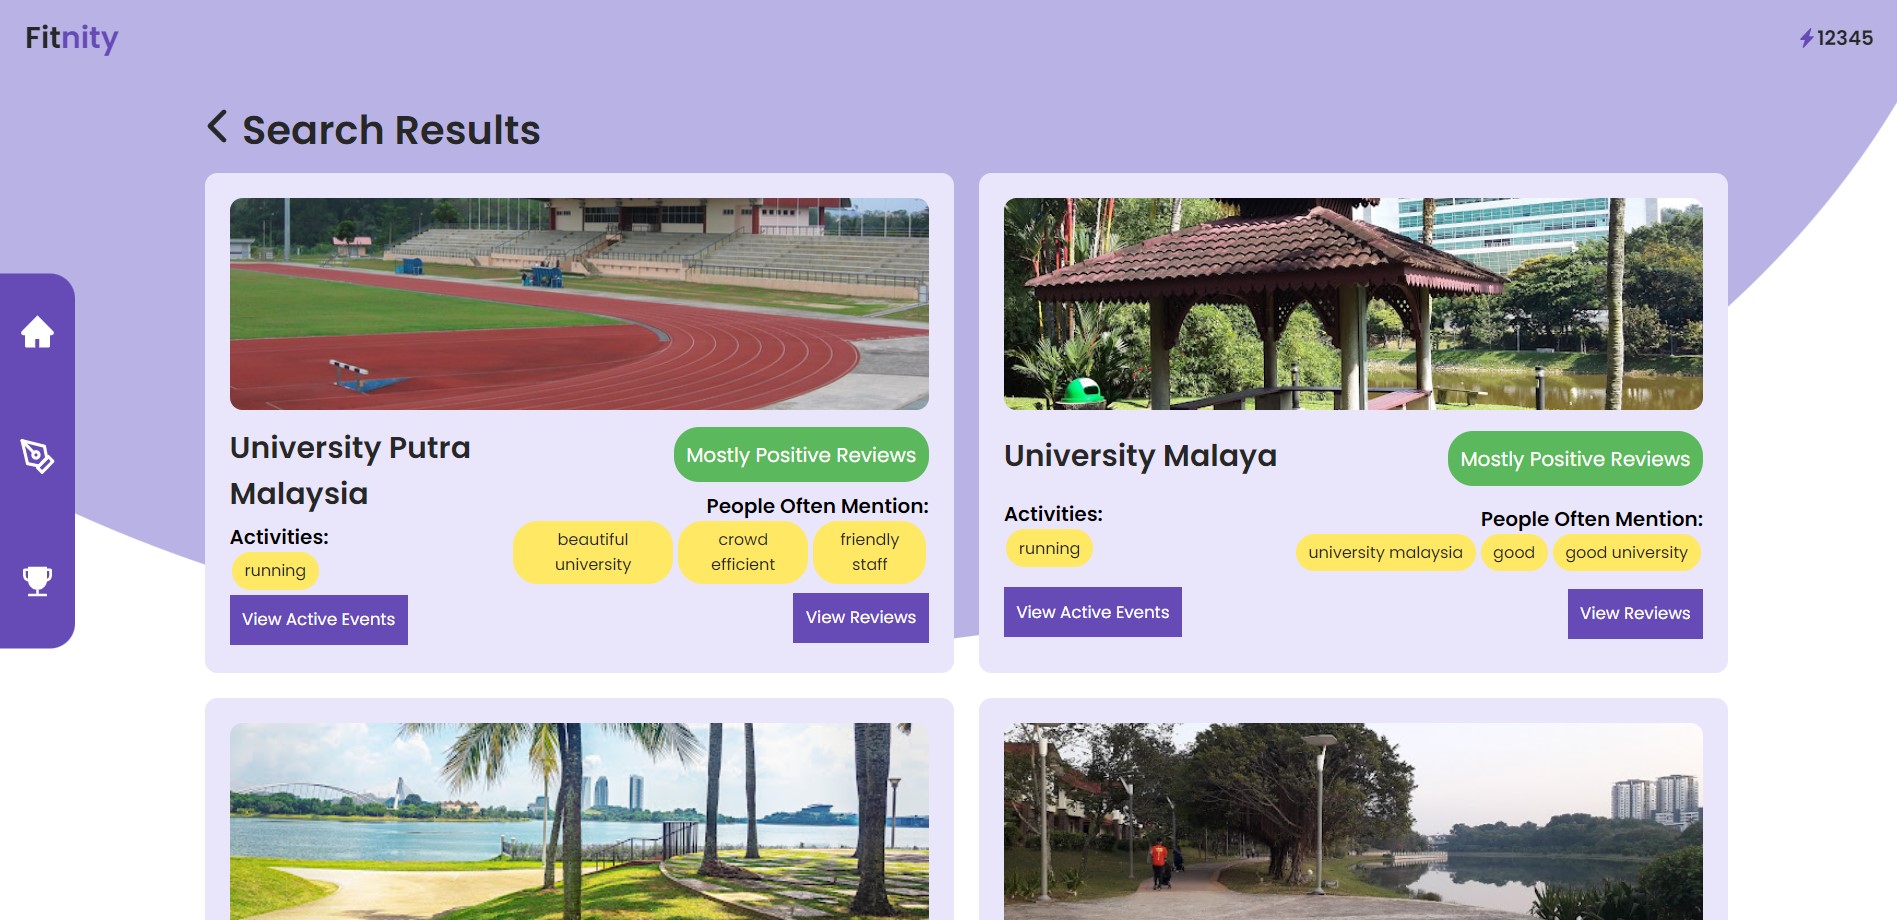 Fitnity
12345
Search Results
University Putra
Malaysia
Mostly Positive Reviews
People Often Mention:
Activities:
running
beautiful
university
crowd
efficient
friendly
staff
View Active Events
View Reviews
University Malaya
Mostly Positive Reviews
Activities:
running
People Often Mention:
university malaysia
good
good university
View Active Events
View Reviews